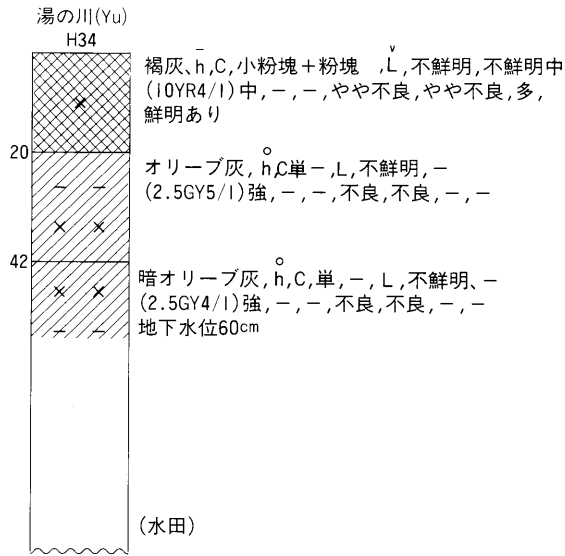 湯の川(Yu)
H34
褐灰、h̄,C,小粉塊+粉塊 ,Ľ,不鮮明,不鮮明中
(10YR4/1)中,-,-,やや不良,やや不良,多,
鮮明あり
20
オリーブ灰,h̊,C単-,L,不鮮明,-
(2.5GY5/1)強,-,-,不良,不良,-,-
42
暗オリーブ灰,h̊,C,単,-,L,不鮮明、-
(2.5GY4/1)強,-,-,不良,不良,-,-
地下水位60cm
(水田)